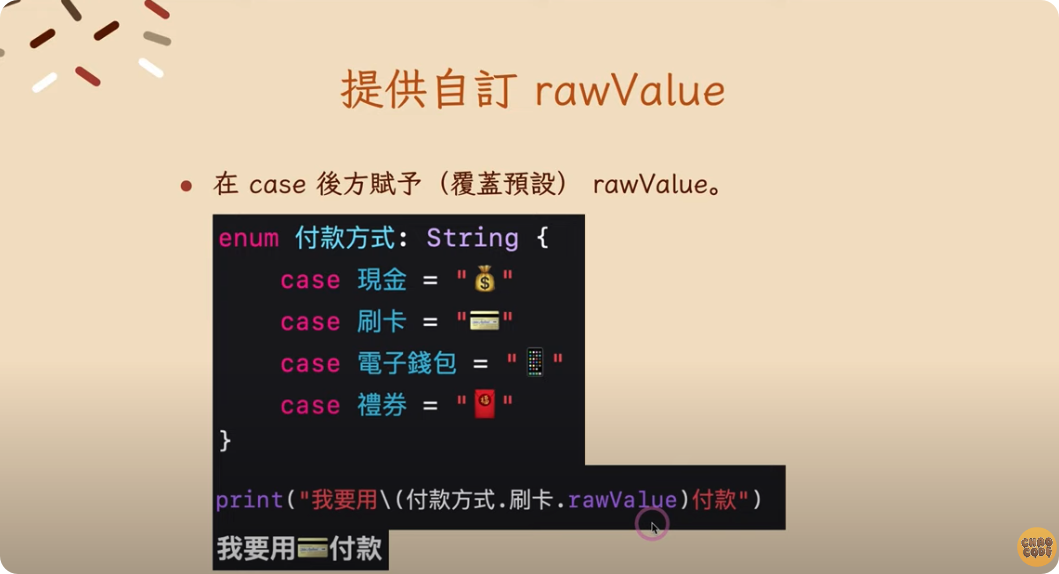 提供自訂 rawValue
• 在 case 後方賦予（覆蓋預設） rawValue。
enum 付款方式: String {
case 現金 = "💰"
case 刷卡 = "💳"
case 電子錢包 = "📱"
case 禮券 = "🧧"
}
print("我要用\(付款方式.刷卡.rawValue)付款")
我要用💳付款
CHAO
CODE